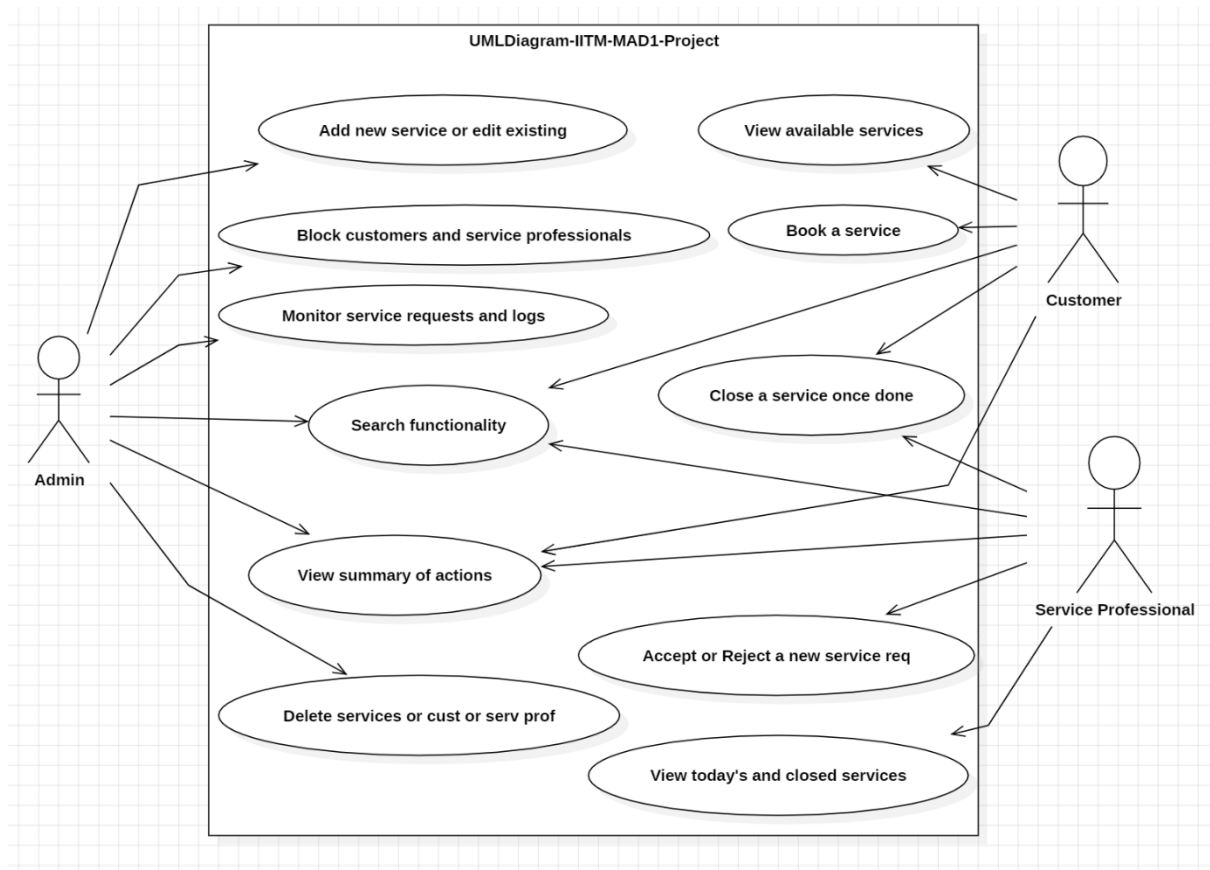 UMLDiagram-IITM-MAD1-Project
Add new service or edit existing
View available services
Block customers and service professionals
Book a service
Monitor service requests and logs
Customer
Search functionality
Close a service once done
Admin
View summary of actions
Service Professional
Accept or Reject a new service req
Delete services or cust or serv prof
View today's and closed services